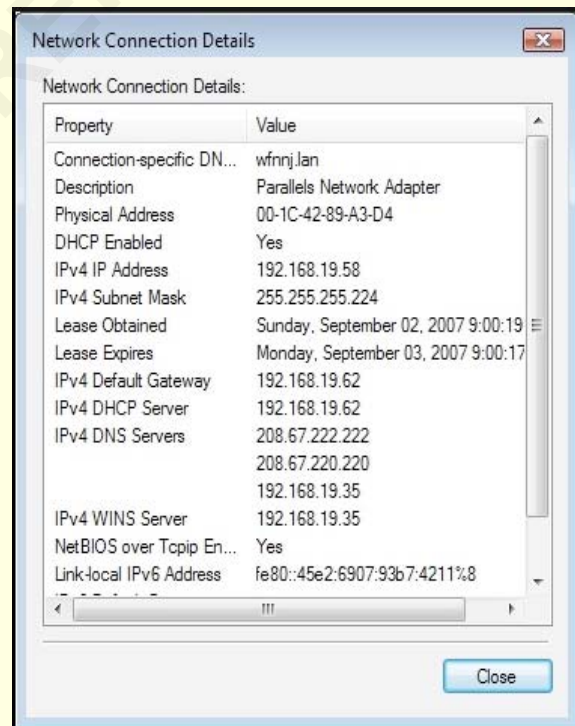 Network Connection Details
Network Connection Details:
Property Value
Connection-specific DN... wfnnj.lan
Description Parallels Network Adapter
Physical Address 00-1C-42-89-A3-D4
DHCP Enabled Yes
IPv4 IP Address 192.168.19.58
IPv4 Subnet Mask 255.255.255.224
Lease Obtained Sunday, September 02, 2007 9:00:19
Lease Expires Monday, September 03, 2007 9:00:17
IPv4 Default Gateway 192.168.19.62
IPv4 DHCP Server 192.168.19.62
IPv4 DNS Servers 208.67.222.222
208.67.220.220
192.168.19.35
IPv4 WINS Server 192.168.19.35
NetBIOS over Tcpip En... Yes
Link-local IPv6 Address fe80::45e2:6907:93b7:4211%8
Close